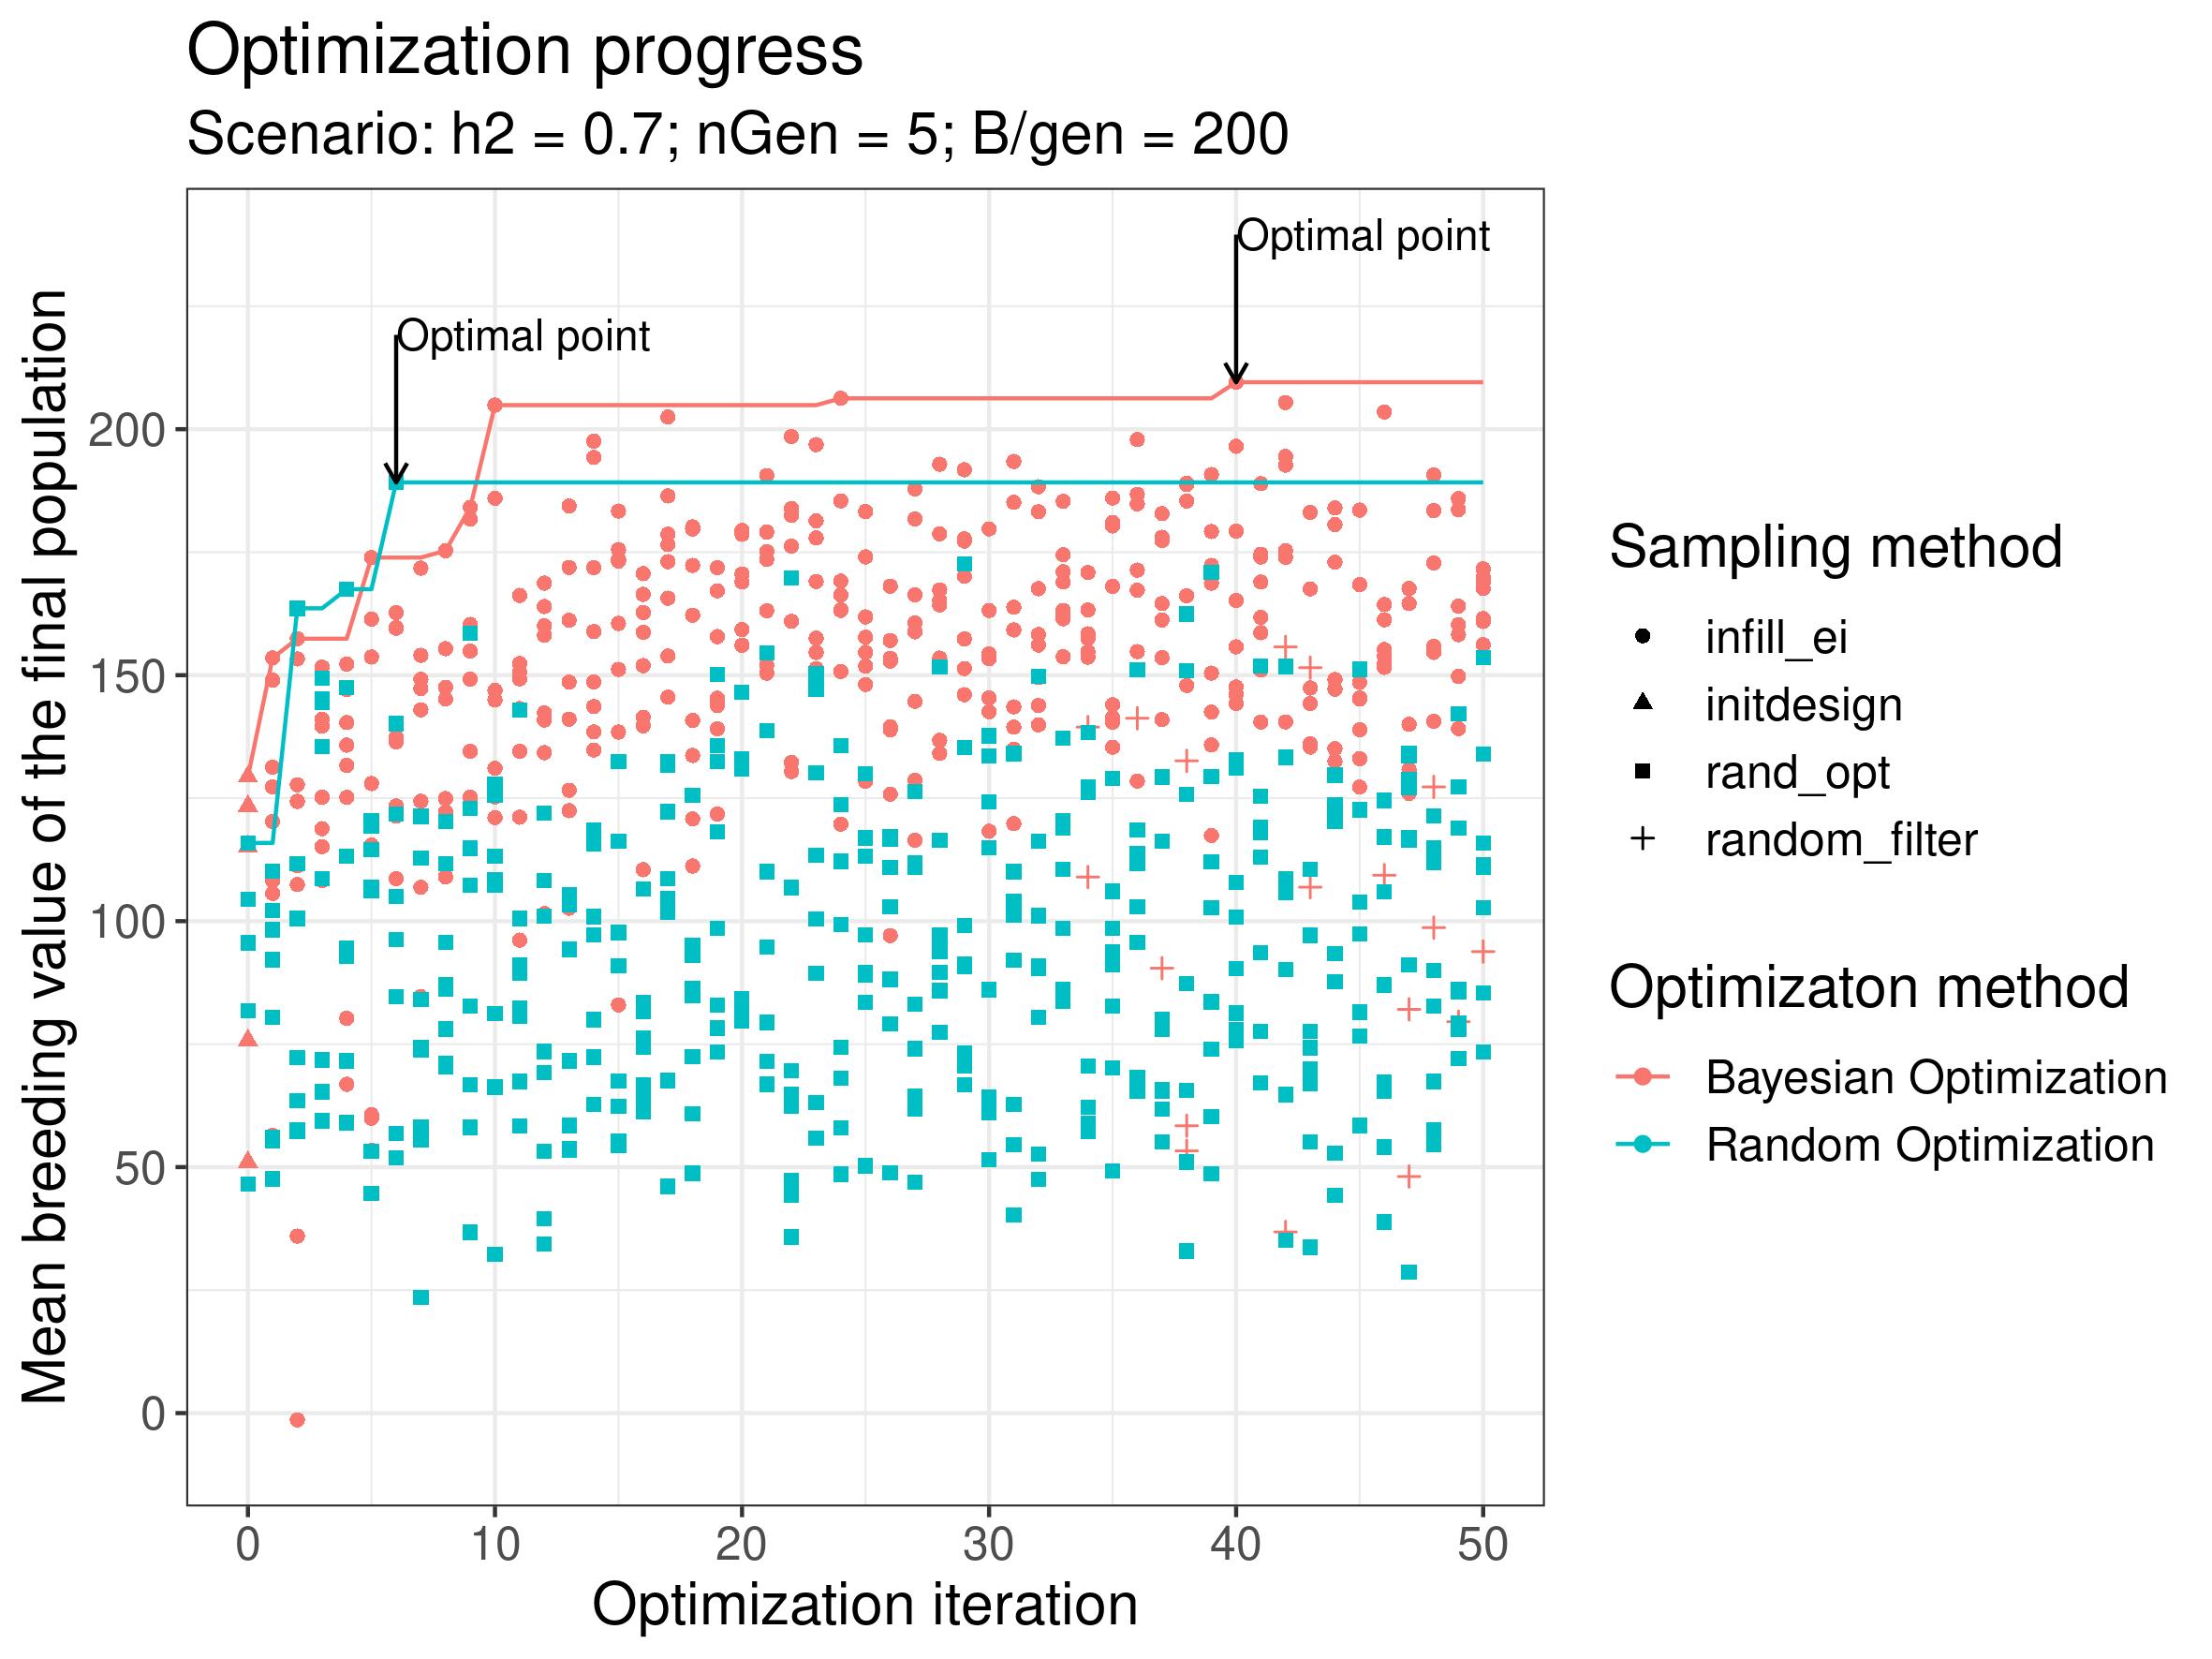 Optimization progress
Scenario: h2 = 0.7; nGen = 5; B/gen = 200
Mean breeding value of the final population
200
150
100
50
0
Optimal point
Optimal point
0 10 20 30 40 50
Optimization iteration
Sampling method
infill_ei
initdesign
rand_opt
random_filter
Optimizaton method
Bayesian Optimization
Random Optimization